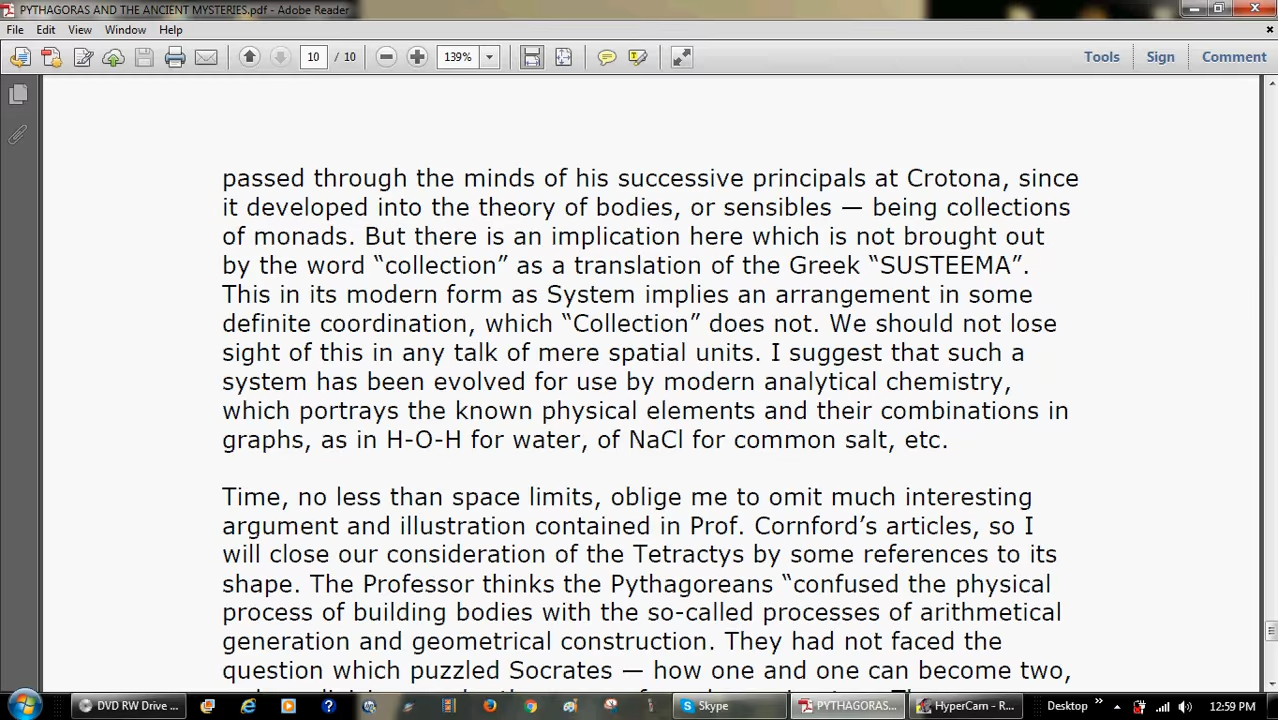 PYTHAGORAS AND THE ANCIENT MYSTERIES.pdf - Adobe Reader
File Edit View Window Help
10 / 10 139% Tools Sign Comment
passed through the minds of his successive principals at Crotona, since
it developed into the theory of bodies, or sensibles — being collections
of monads. But there is an implication here which is not brought out
by the word “collection” as a translation of the Greek “SUSTEEMA”.
This in its modern form as System implies an arrangement in some
definite coordination, which “Collection” does not. We should not lose
sight of this in any talk of mere spatial units. I suggest that such a
system has been evolved for use by modern analytical chemistry,
which portrays the known physical elements and their combinations in
graphs, as in H-O-H for water, of NaCl for common salt, etc.
Time, no less than space limits, oblige me to omit much interesting
argument and illustration contained in Prof. Cornford’s articles, so I
will close our consideration of the Tetractys by some references to its
shape. The Professor thinks the Pythagoreans “confused the physical
process of building bodies with the so-called processes of arithmetical
generation and geometrical construction. They had not faced the
question which puzzled Socrates — how one and one can become two,
DVD RW Drive ... Skype PYTHAGORAS... HyperCam - R... Desktop » 12:59 PM